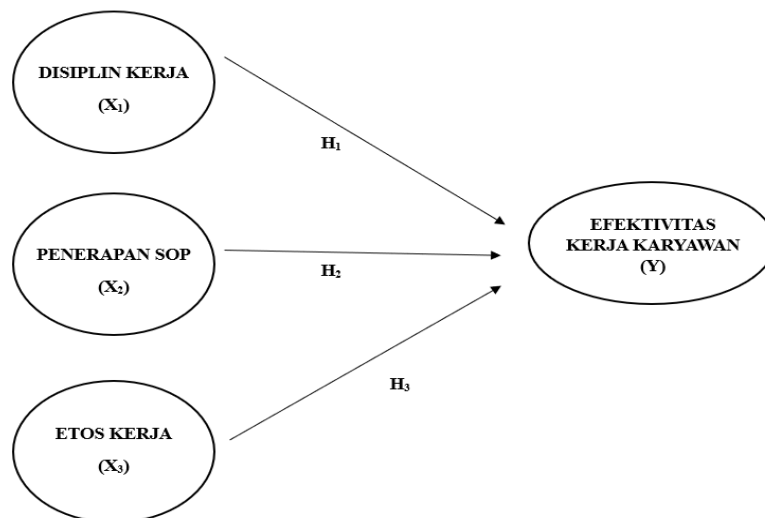 DISIPLIN KERJA
(X₁)
H₁
PENERAPAN SOP
(X₂)
H₂
EFEKTIVITAS
KERJA KARYAWAN
(Y)
ETOS KERJA
(X₃)
H₃